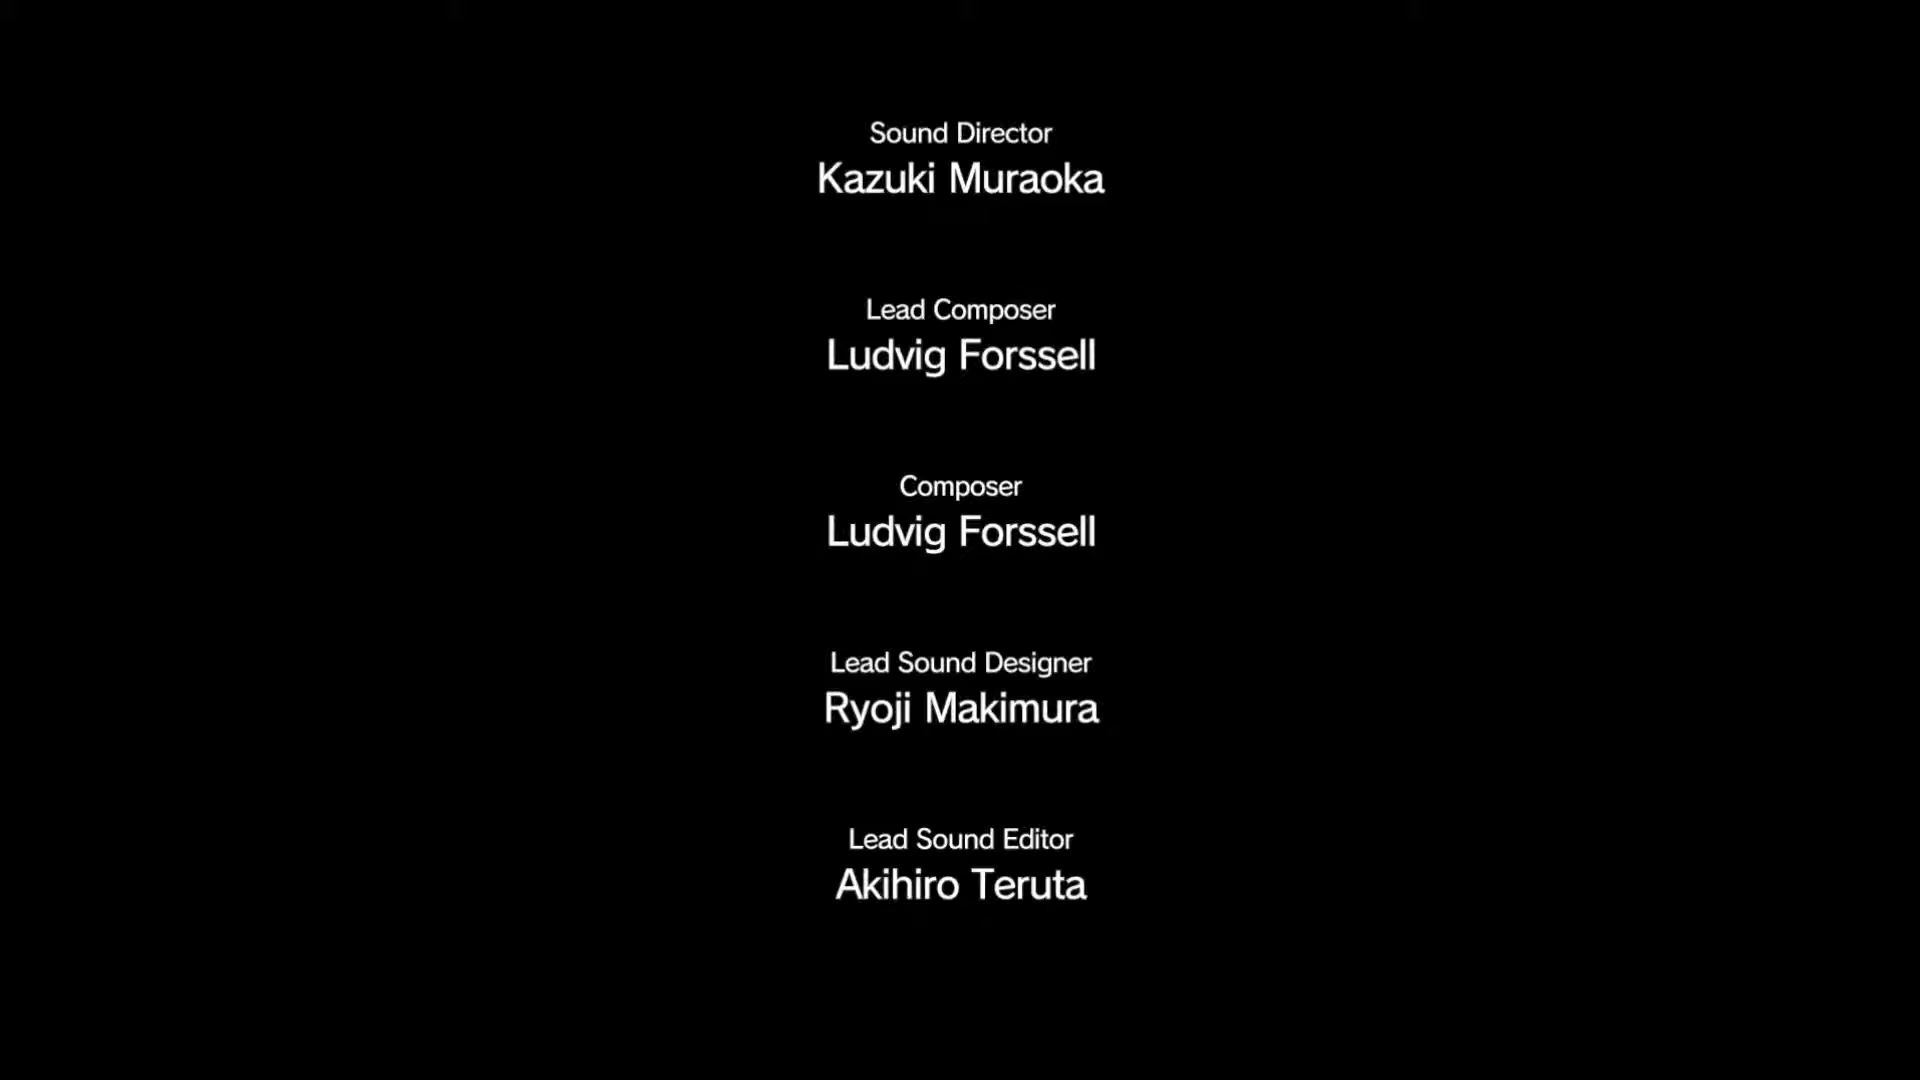 Sound Director
Kazuki Muraoka
Lead Composer
Ludvig Forssell
Composer
Ludvig Forssell
Lead Sound Designer
Ryoji Makimura
Lead Sound Editor
Akihiro Teruta